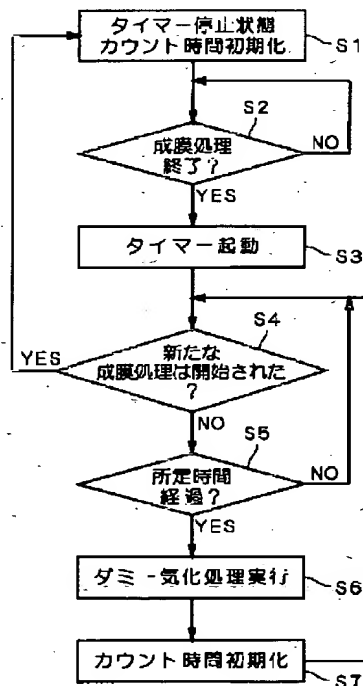 タイマー停止状態
カウント時間初期化
S1
S2
成膜処理
終了?
NO
YES
タイマー起動
S3
S4
新たな
成膜処理は開始された
?
YES
NO
S5
所定時間
経過?
NO
YES
ダミー気化処理実行
S6
カウント時間初期化
S7